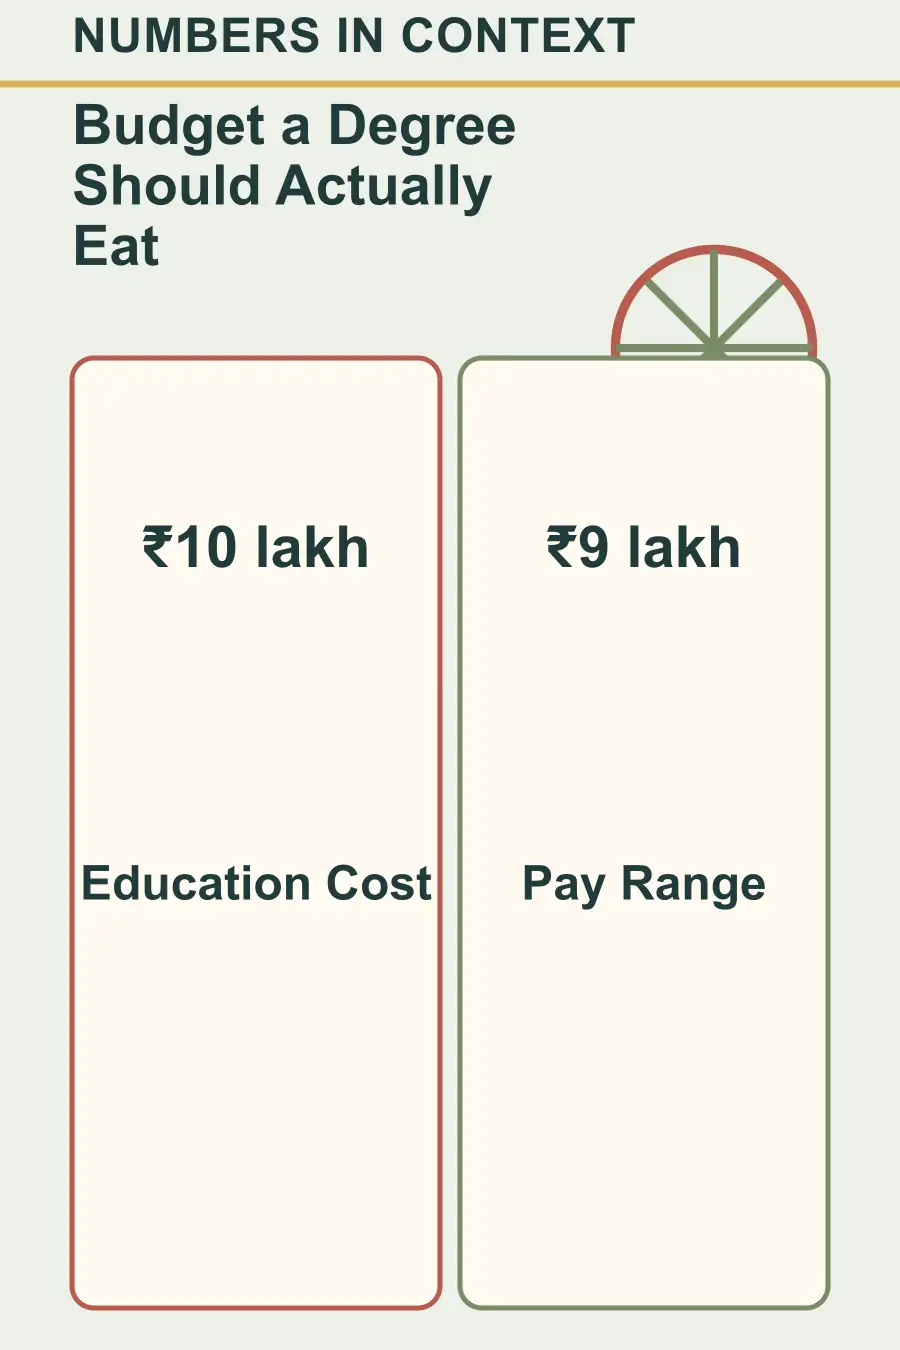 NUMBERS IN CONTEXT
Budget a Degree
Should Actually
Eat
₹10 lakh
₹9 lakh
Education Cost
Pay Range